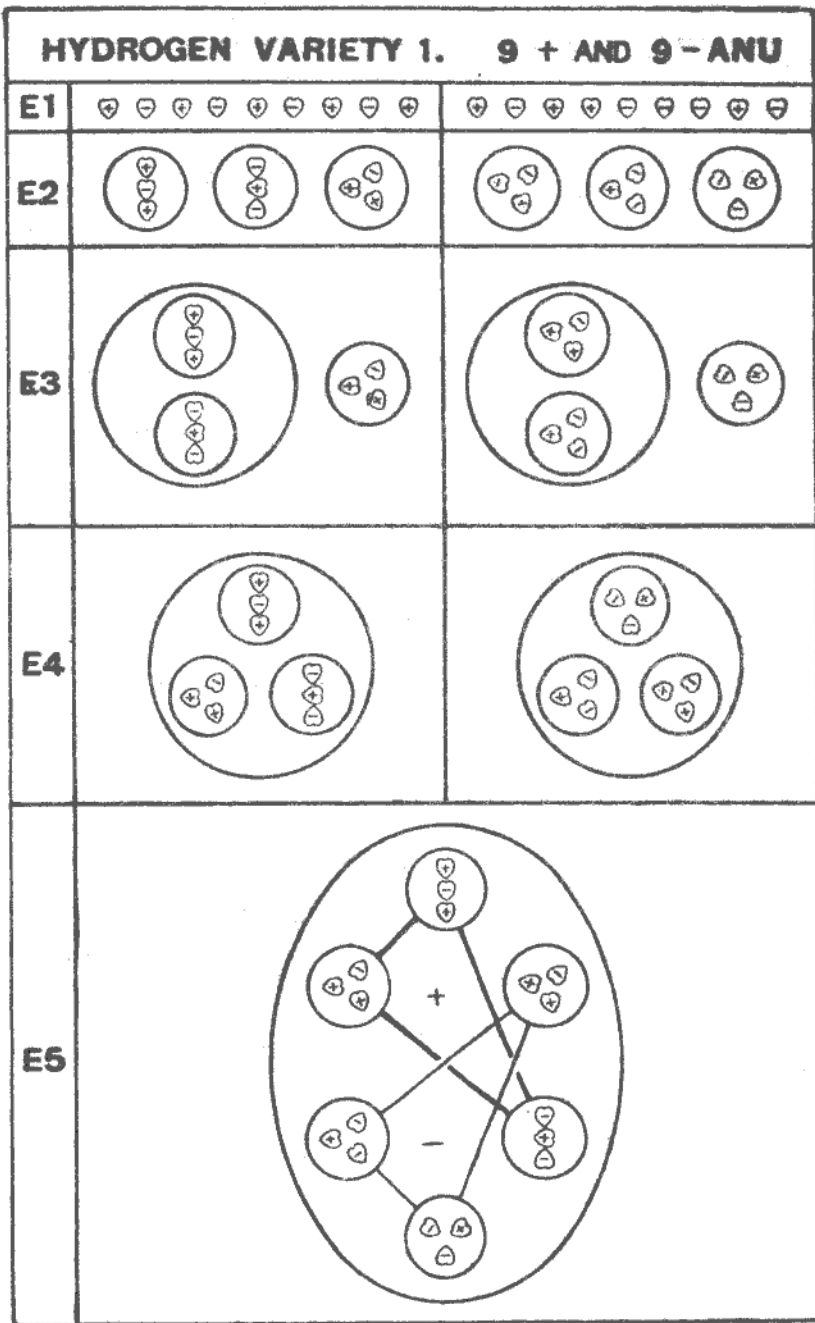 HYDROGEN VARIETY 1. 9 + AND 9 - ANU
E1
+ − + − + − + − + + − + + − − − + −
E2
E3
E4
E5
+
−